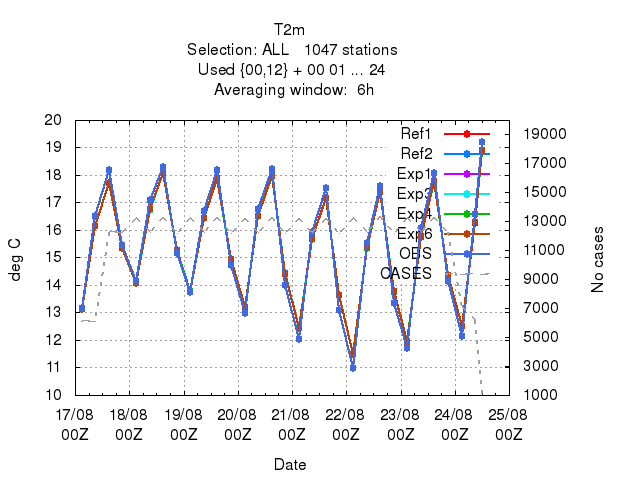 T2m
Selection: ALL 1047 stations
Used {00,12} + 00 01 ... 24
Averaging window: 6h
20
19
18
17
16
15
14
13
12
11
10
deg C
Ref1
Ref2
Exp1
Exp3
Exp4
Exp6
OBS
CASES
19000
17000
15000
13000
11000
9000
7000
5000
3000
1000
No cases
17/08 18/08 19/08 20/08 21/08 22/08 23/08 24/08 25/08
00Z 00Z 00Z 00Z 00Z 00Z 00Z 00Z 00Z
Date